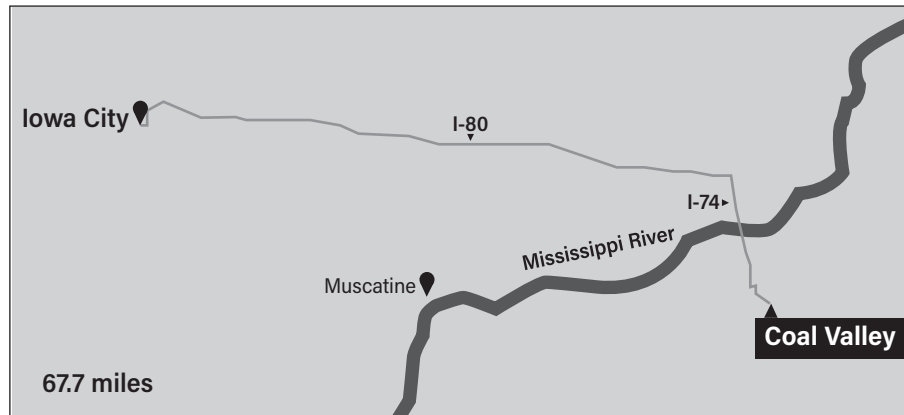 Iowa City
I-80
I-74
Mississippi River
Muscatine
Coal Valley
67.7 miles